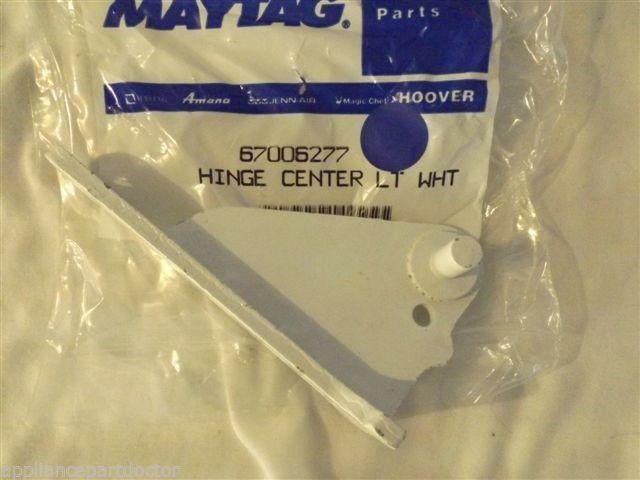 MAYTAG®
Parts
Amana JENN-AIR Magic Chef HOOVER
67006277
HINGE CENTER LT WHT
appliancepartdoctor